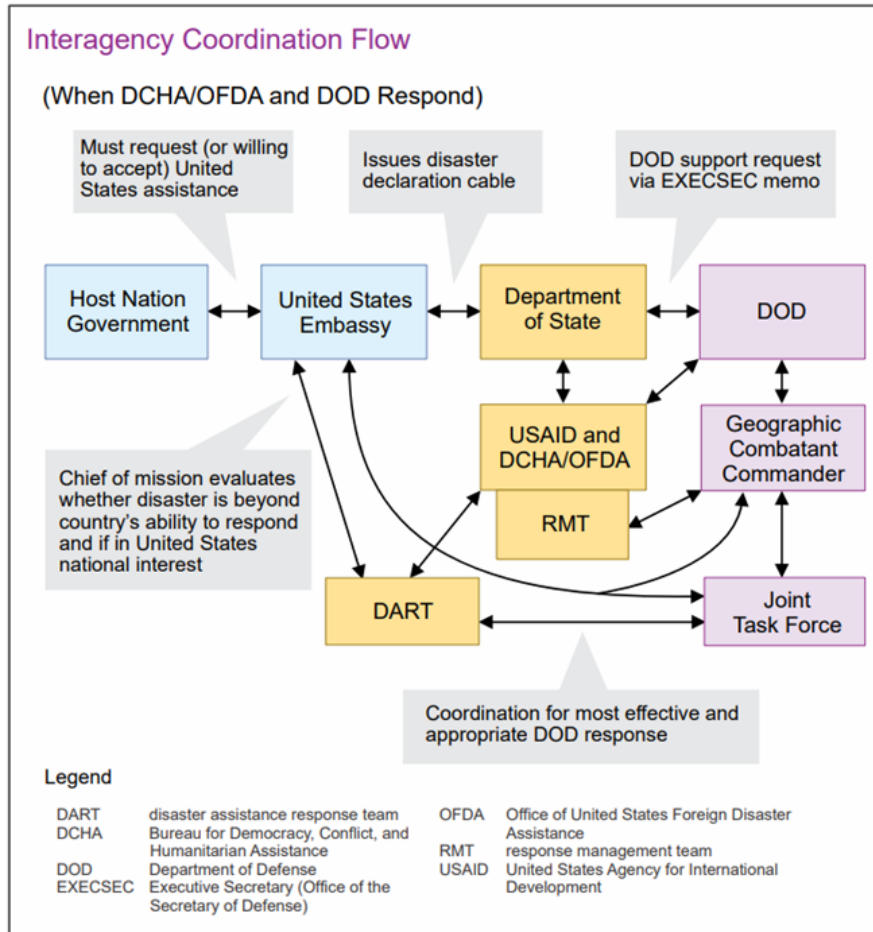 Interagency Coordination Flow
(When DCHA/OFDA and DOD Respond)
Must request (or willing
to accept) United
States assistance
Issues disaster
declaration cable
DOD support request
via EXECSEC memo
Host Nation
Government
United States
Embassy
Department
of State
DOD
USAID and
DCHA/OFDA
Geographic
Combatant
Commander
Chief of mission evaluates
whether disaster is beyond
country's ability to respond
and if in United States
national interest
RMT
DART
Joint
Task Force
Coordination for most effective and
appropriate DOD response
Legend
DART disaster assistance response team
DCHA Bureau for Democracy, Conflict, and
Humanitarian Assistance
DOD Department of Defense
EXECSEC Executive Secretary (Office of the
Secretary of Defense)
OFDA Office of United States Foreign Disaster
Assistance
RMT response management team
USAID United States Agency for International
Development